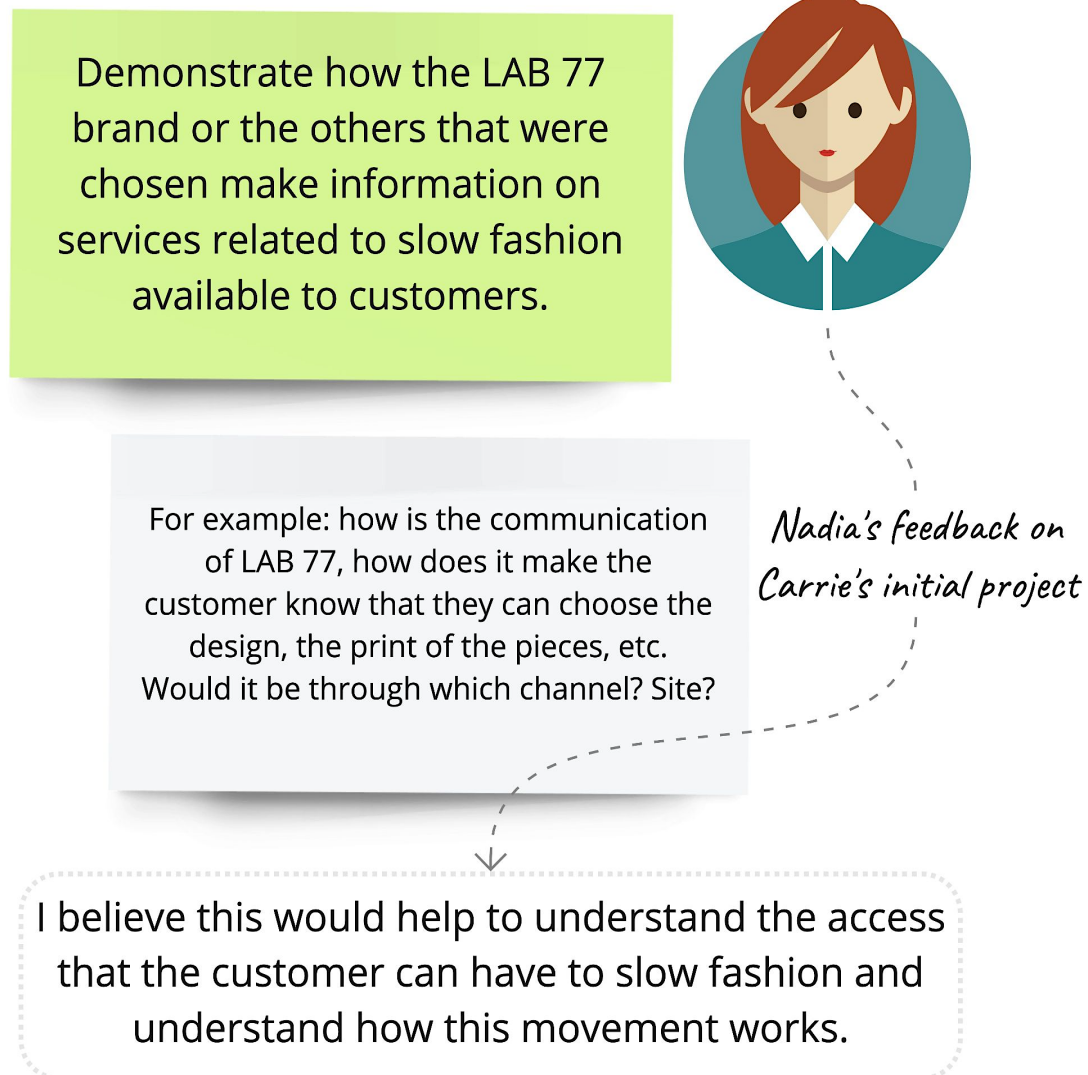 Demonstrate how the LAB 77
brand or the others that were
chosen make information on
services related to slow fashion
available to customers.
For example: how is the communication
of LAB 77, how does it make the
customer know that they can choose the
design, the print of the pieces, etc.
Would it be through which channel? Site?
Nadia's feedback on
Carrie's initial project
I believe this would help to understand the access
that the customer can have to slow fashion and
understand how this movement works.